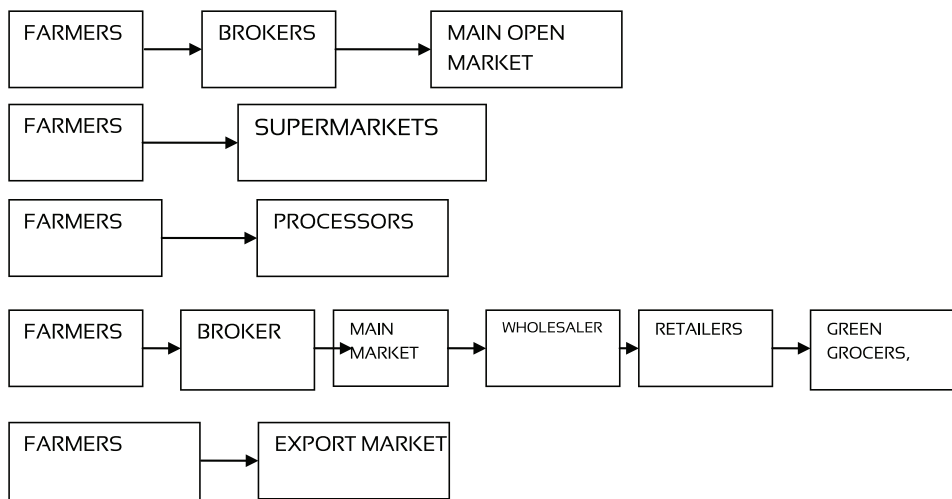 FARMERS
BROKERS
MAIN OPEN
MARKET
FARMERS
SUPERMARKETS
FARMERS
PROCESSORS
FARMERS
BROKER
MAIN
MARKET
WHOLESALER
RETAILERS
GREEN
GROCERS,
FARMERS
EXPORT MARKET